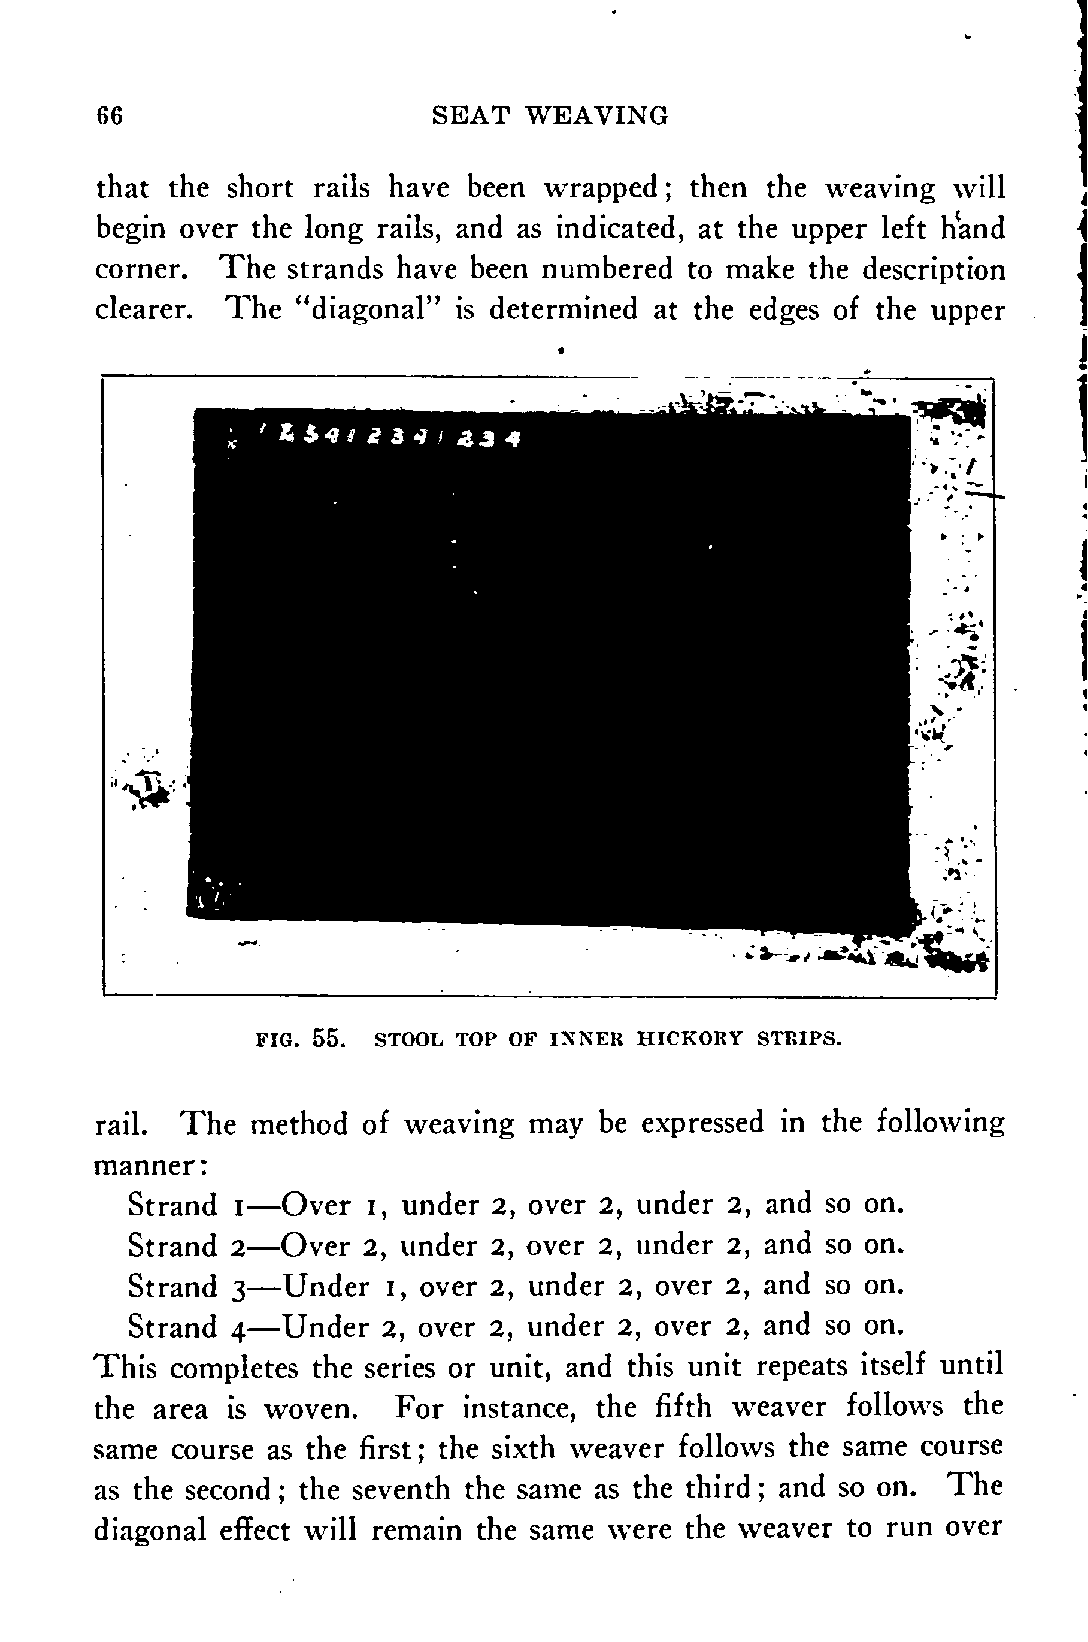 66 SEAT WEAVING
that the short rails have been wrapped; then the weaving will
begin over the long rails, and as indicated, at the upper left hand
corner. The strands have been numbered to make the description
clearer. The "diagonal" is determined at the edges of the upper
1 2 3 4 1 2 3 4 1 2 3 4
FIG. 55. STOOL TOP OF INNER HICKORY STRIPS.
rail. The method of weaving may be expressed in the following
manner:
Strand 1—Over 1, under 2, over 2, under 2, and so on.
Strand 2—Over 2, under 2, over 2, under 2, and so on.
Strand 3—Under 1, over 2, under 2, over 2, and so on.
Strand 4—Under 2, over 2, under 2, over 2, and so on.
This completes the series or unit, and this unit repeats itself until
the area is woven. For instance, the fifth weaver follows the
same course as the first; the sixth weaver follows the same course
as the second; the seventh the same as the third; and so on. The
diagonal effect will remain the same were the weaver to run over